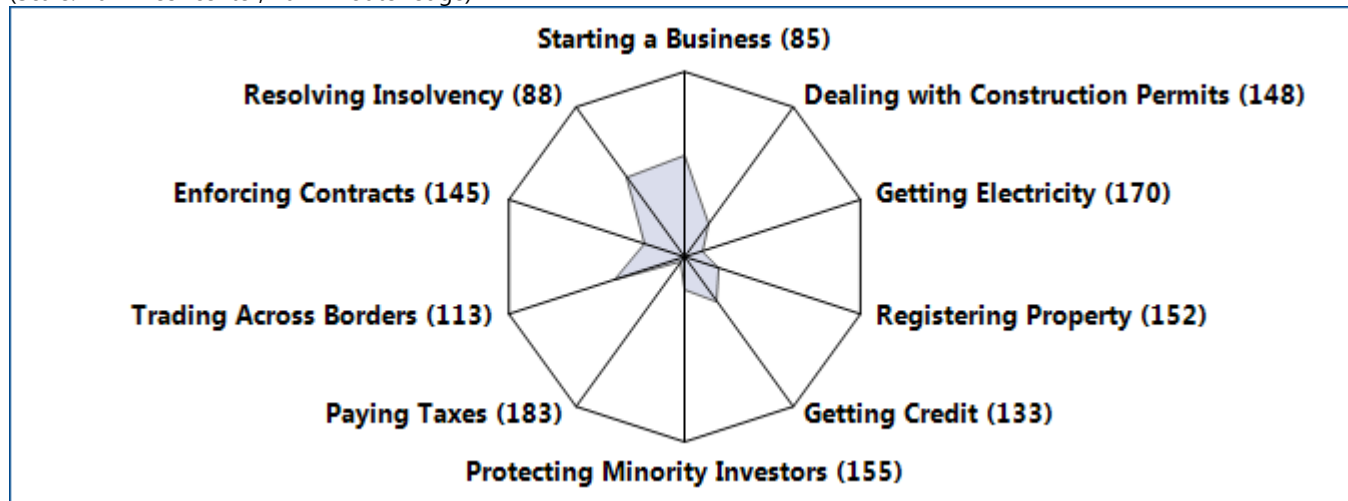 Starting a Business (85)
Resolving Insolvency (88)
Dealing with Construction Permits (148)
Enforcing Contracts (145)
Getting Electricity (170)
Trading Across Borders (113)
Registering Property (152)
Paying Taxes (183)
Getting Credit (133)
Protecting Minority Investors (155)